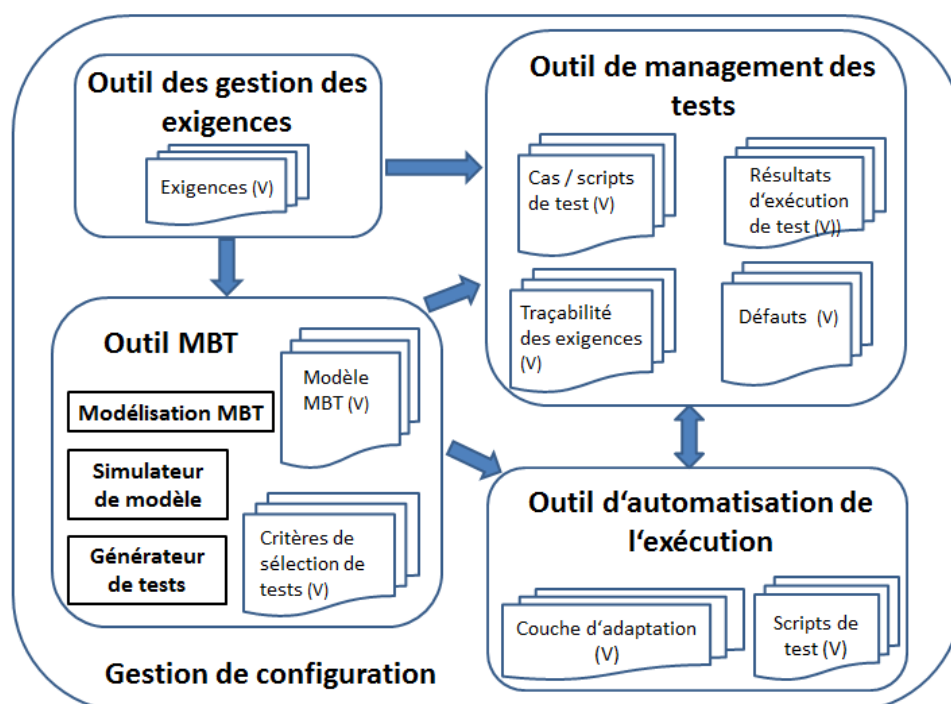 Outil des gestion des
exigences
Exigences (V)
Outil de management des
tests
Cas / scripts
de test (V)
Résultats
d‘exécution
de test (V))
Traçabilité
des exigences
(V)
Défauts (V)
Outil MBT
Modèle
MBT (V)
Modélisation MBT
Simulateur
de modèle
Générateur
de tests
Critères de
sélection de
tests (V)
Outil d‘automatisation de
l‘exécution
Couche d‘adaptation
(V)
Scripts de
test (V)
Gestion de configuration